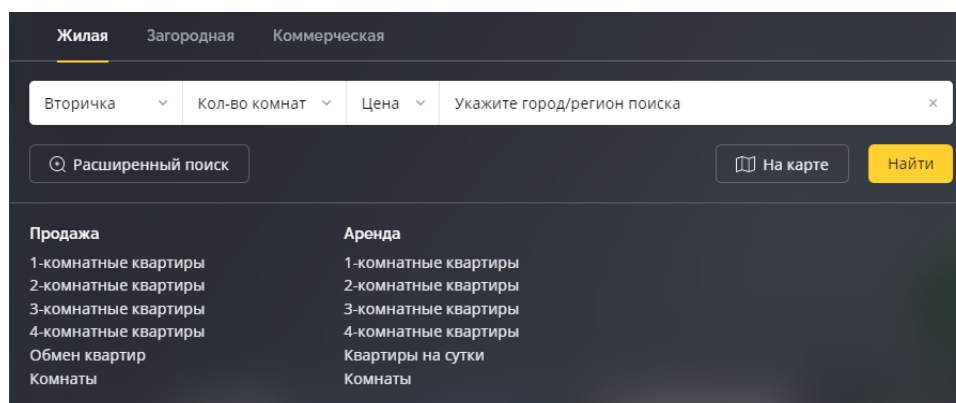 Жилая Загородная Коммерческая
Вторичка Кол-во комнат Цена Укажите город/регион поиска ×
Расширенный поиск На карте Найти
Продажа Аренда
1-комнатные квартиры 1-комнатные квартиры
2-комнатные квартиры 2-комнатные квартиры
3-комнатные квартиры 3-комнатные квартиры
4-комнатные квартиры 4-комнатные квартиры
Обмен квартир Квартиры на сутки
Комнаты Комнаты